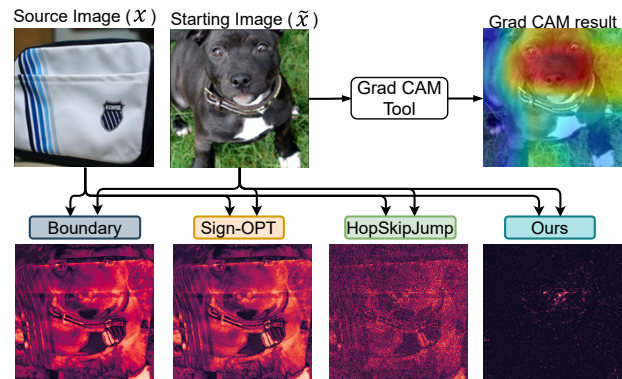 Source Image (x)
Starting Image (x̃)
Grad CAM result
Grad CAM
Tool
Boundary
Sign-OPT
HopSkipJump
Ours